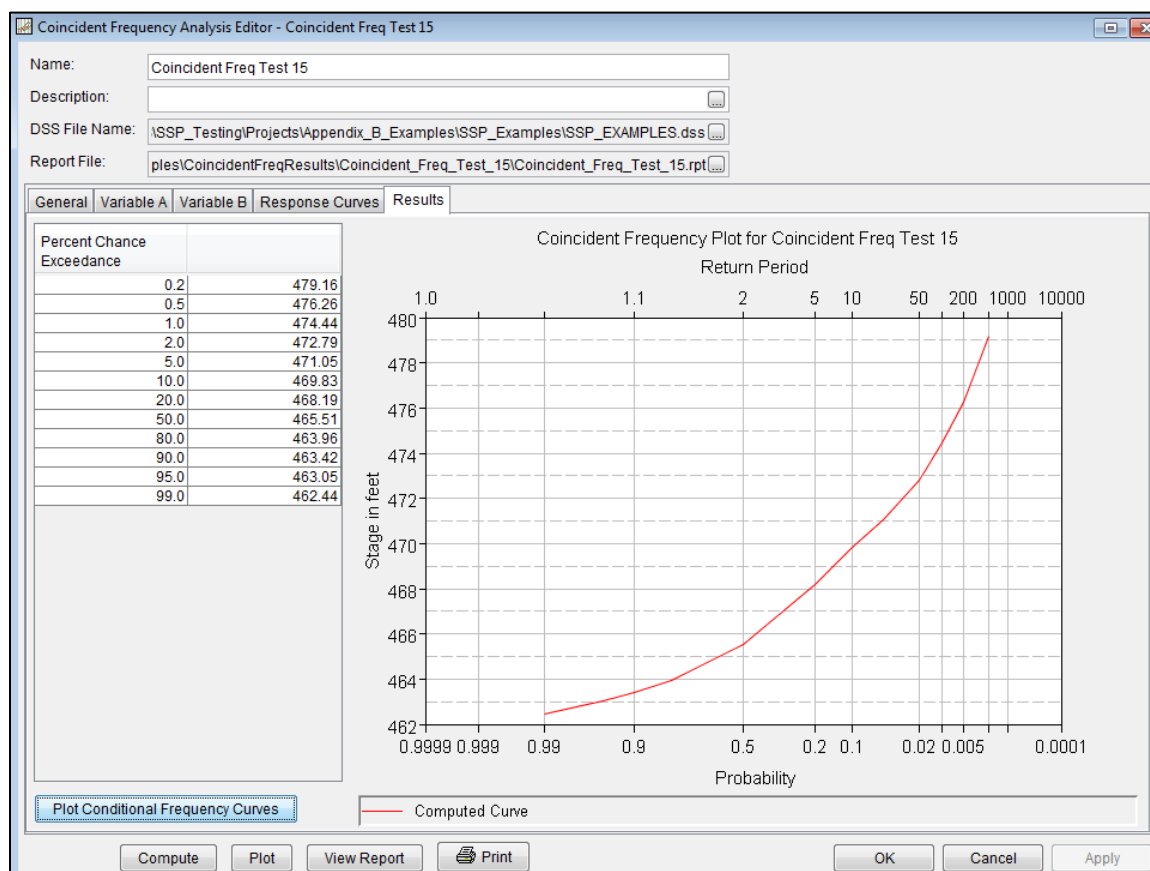 Coincident Frequency Analysis Editor - Coincident Freq Test 15
Name: Coincident Freq Test 15
Description: ...
DSS File Name: \SSP_Testing\Projects\Appendix_B_Examples\SSP_Examples\SSP_EXAMPLES.dss ...
Report File: ples\CoincidentFreqResults\Coincident_Freq_Test_15\Coincident_Freq_Test_15.rpt ...
General Variable A Variable B Response Curves Results
Percent Chance
Exceedance
0.2 479.16
0.5 476.26
1.0 474.44
2.0 472.79
5.0 471.05
10.0 469.83
20.0 468.19
50.0 465.51
80.0 463.96
90.0 463.42
95.0 463.05
99.0 462.44
Coincident Frequency Plot for Coincident Freq Test 15
Return Period
1.0 1.1 2 5 10 50 200 1000 10000
480
478
476
474
472
470
468
466
464
462
Stage in feet
0.9999 0.999 0.99 0.9 0.5 0.2 0.1 0.02 0.005 0.0001
Probability
Plot Conditional Frequency Curves
Computed Curve
Compute Plot View Report Print OK Cancel Apply